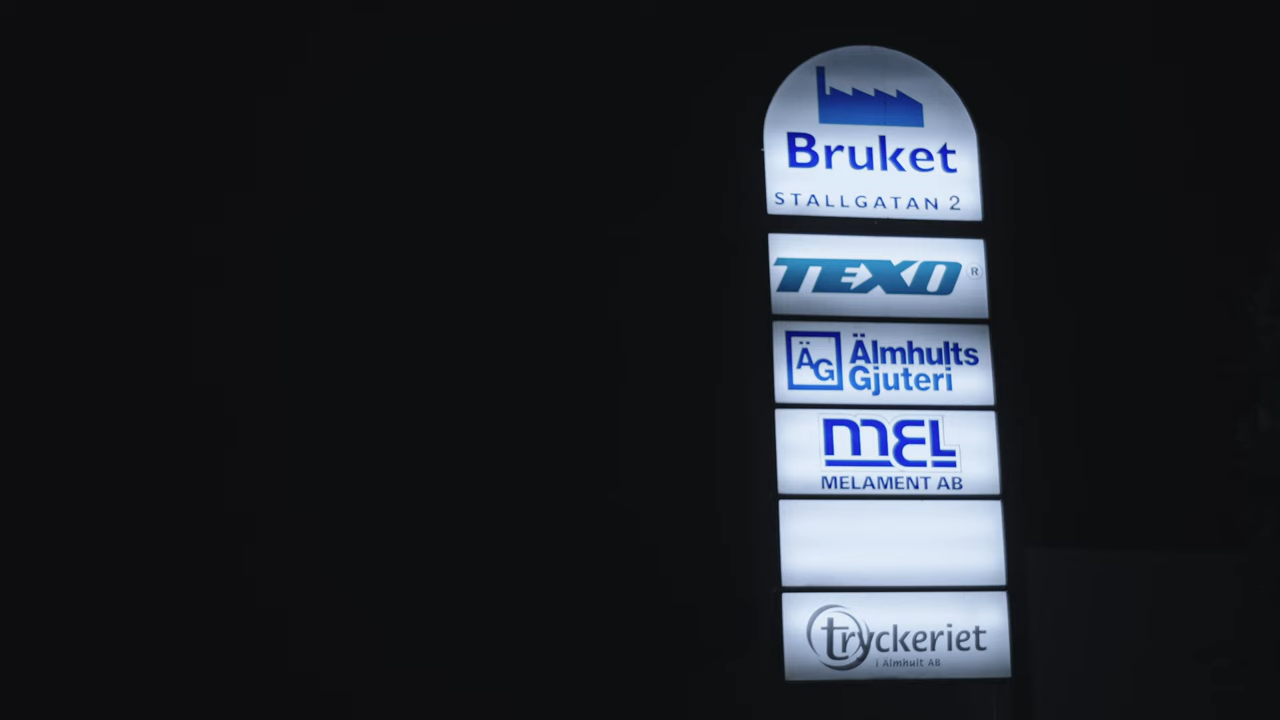 Bruket
STALLGATAN 2
TEXO ®
ÄG Älmhults
Gjuteri
mEL
MELAMENT AB
tryckeriet
i Älmhult AB